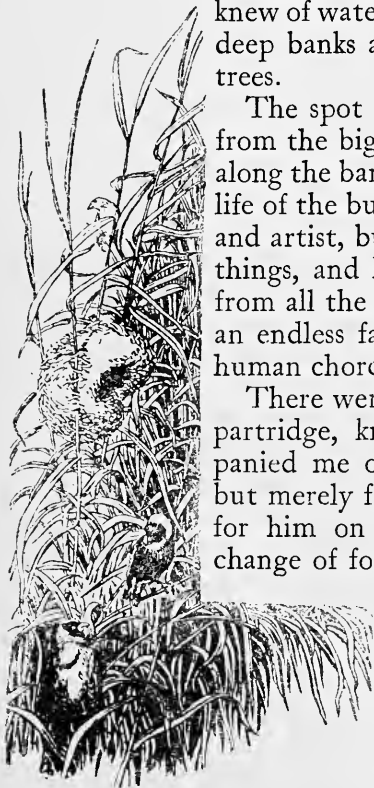 knew of wate
deep banks a
trees.
The spot
from the big
along the ban
life of the bu
and artist, bu
things, and
from all the
an endless fa
human chor
There wer
partridge, kn
panied me o
but merely f
for him on
change of fo